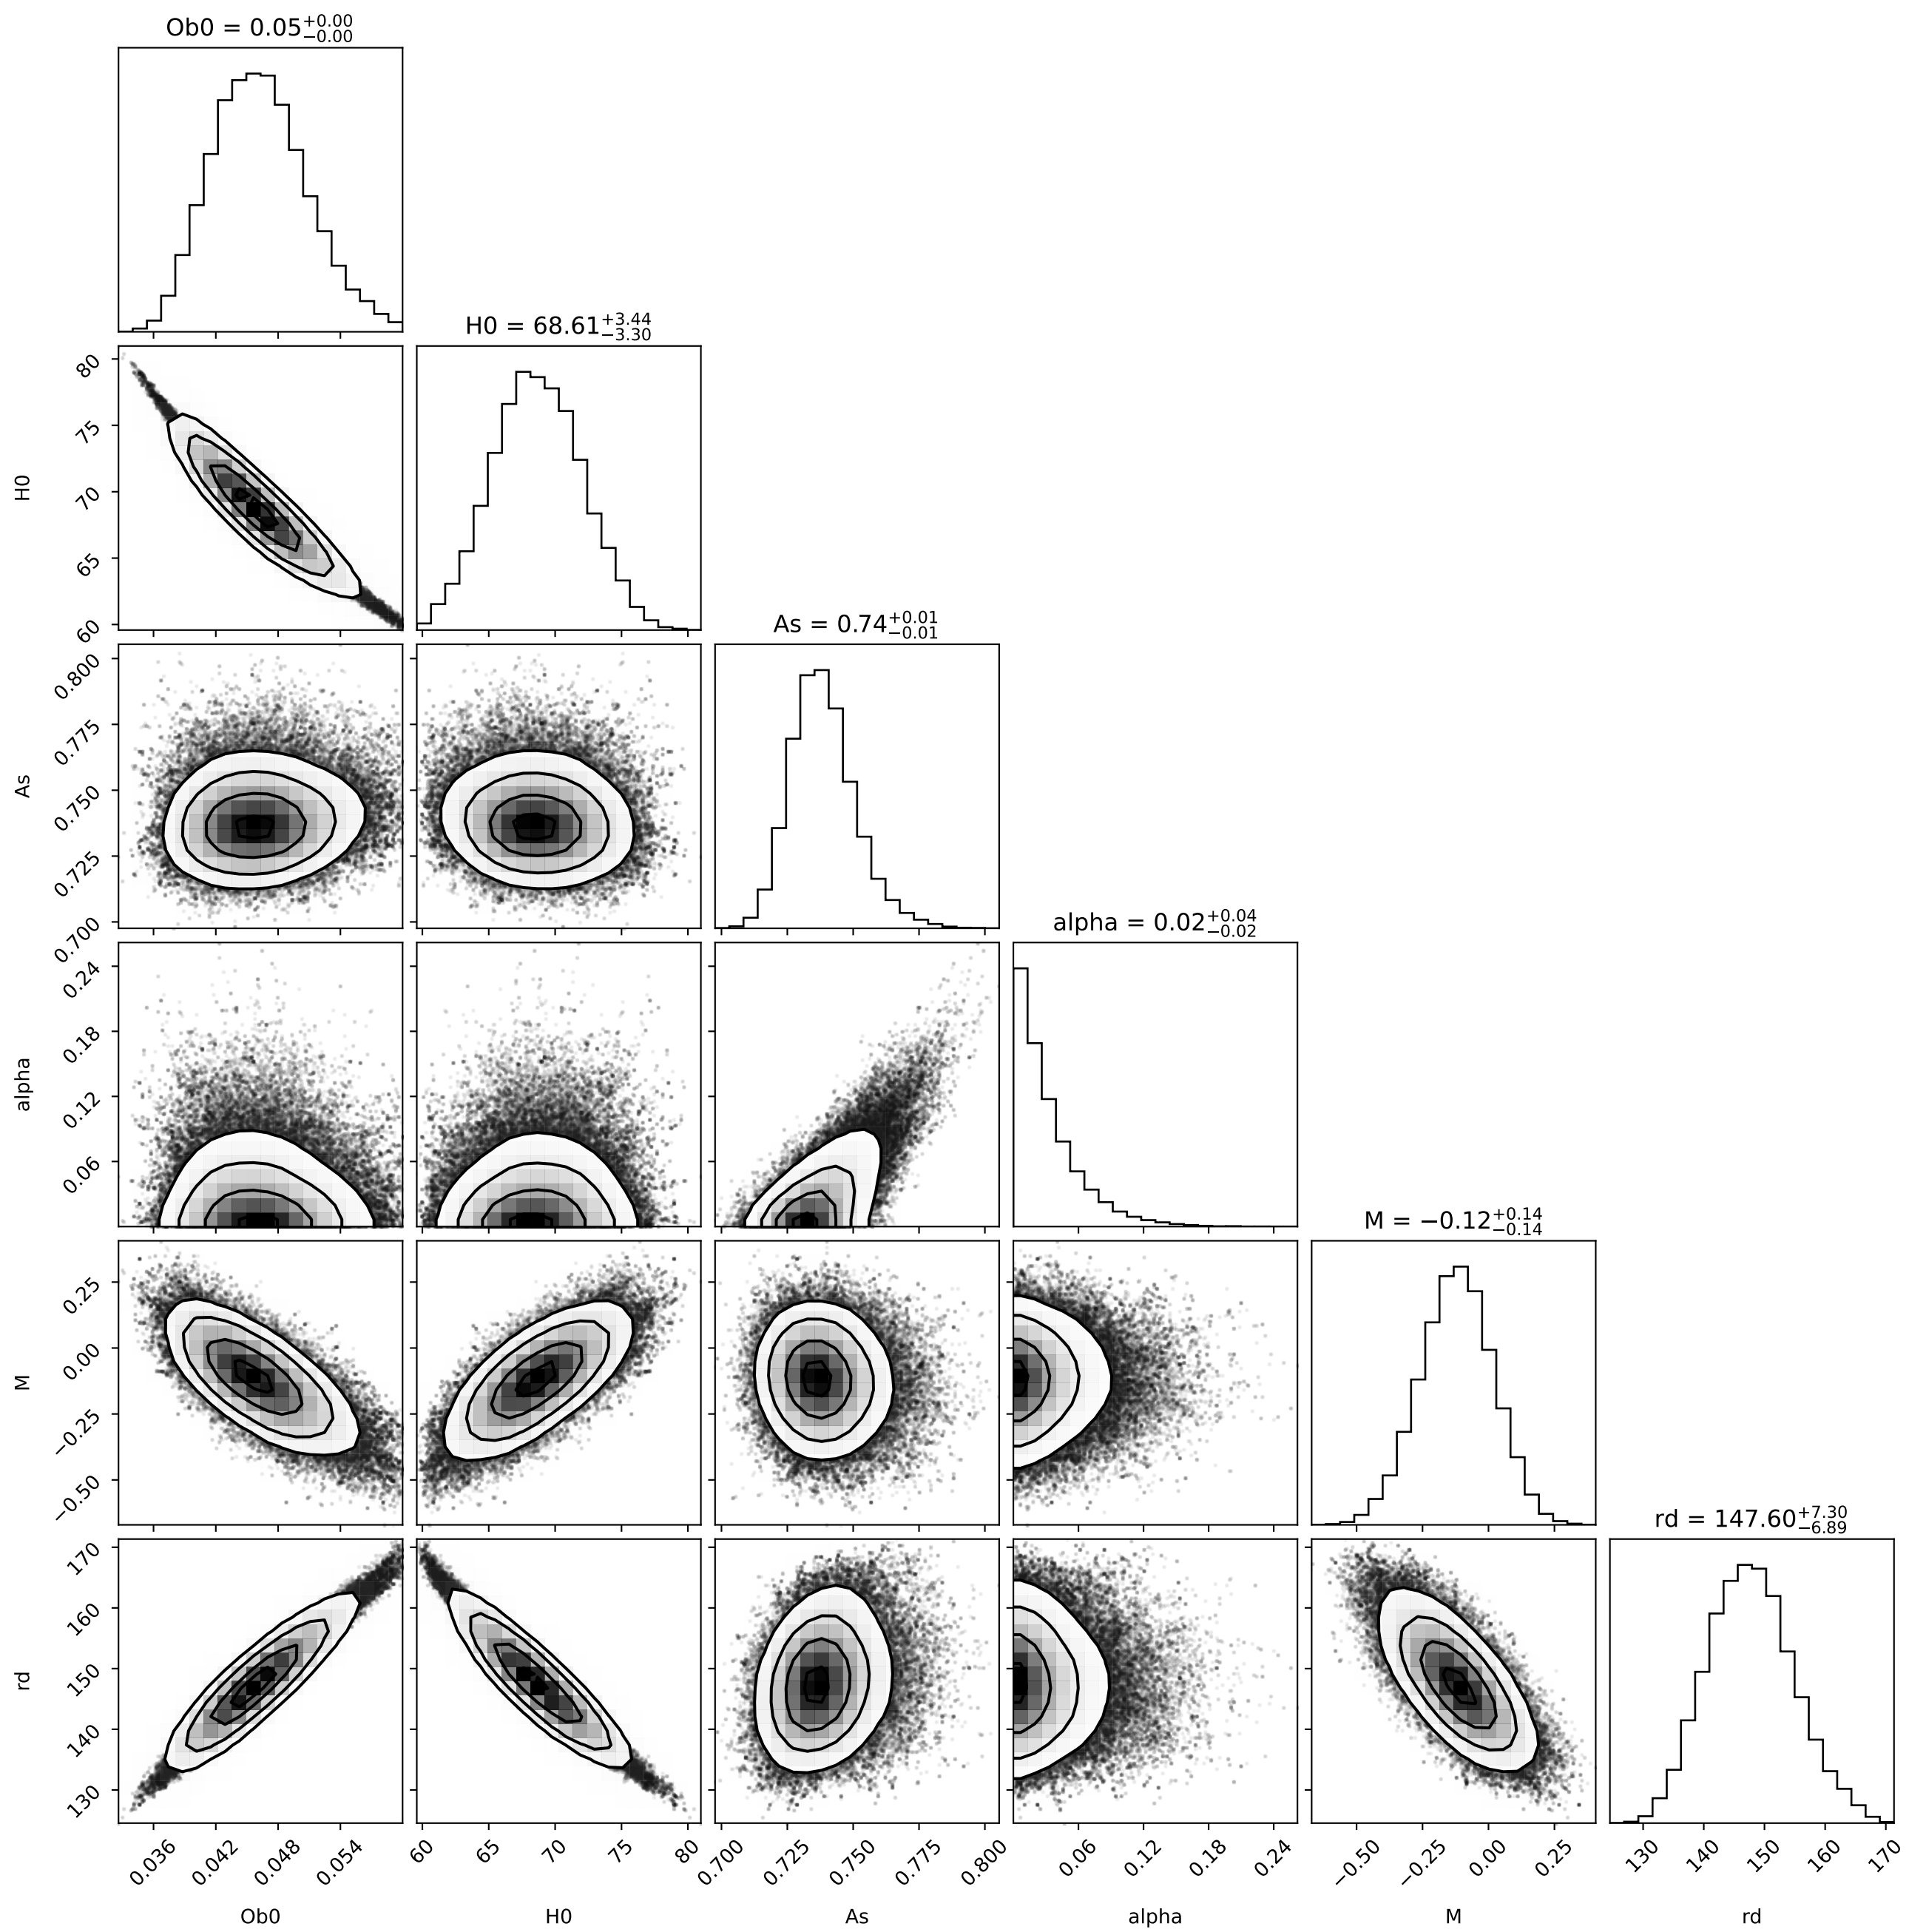 Ob0 = 0.05+0.00−0.00
H0 = 68.61+3.44−3.30
80
75
70
65
60
H0
As = 0.74+0.01−0.01
0.800
0.775
0.750
0.725
0.700
As
alpha = 0.02+0.04−0.02
0.24
0.18
0.12
0.06
alpha
M = −0.12+0.14−0.14
0.25
0.00
−0.25
−0.50
M
rd = 147.60+7.30−6.89
170
160
150
140
130
rd
0.036 0.042 0.048 0.054 60 65 70 75 80 0.700 0.725 0.750 0.775 0.800 0.06 0.12 0.18 0.24 −0.50 −0.25 0.00 0.25 130 140 150 160 170
Ob0 H0 As alpha M rd